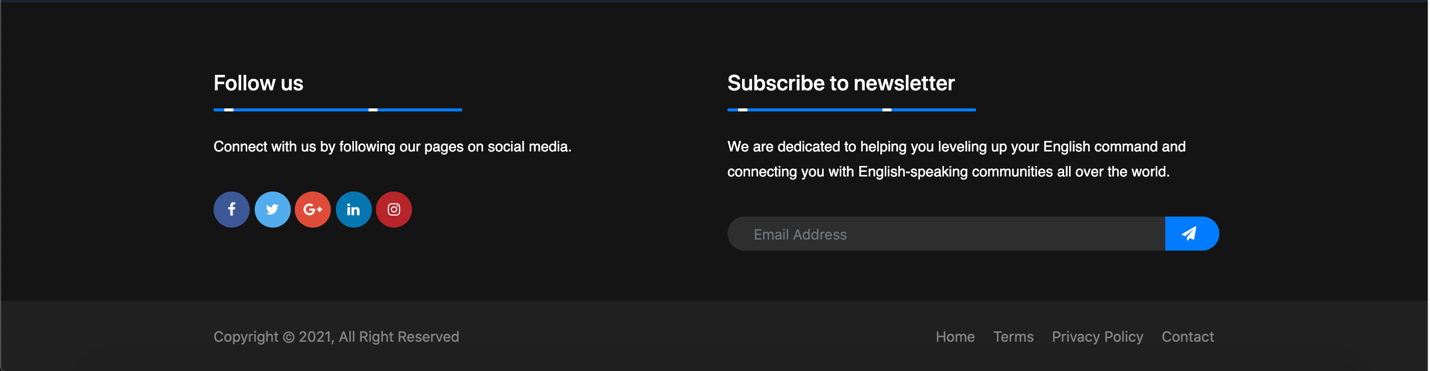 Follow us
Connect with us by following our pages on social media.
Subscribe to newsletter
We are dedicated to helping you leveling up your English command and
connecting you with English-speaking communities all over the world.
Email Address
Copyright © 2021, All Right Reserved
Home Terms Privacy Policy Contact